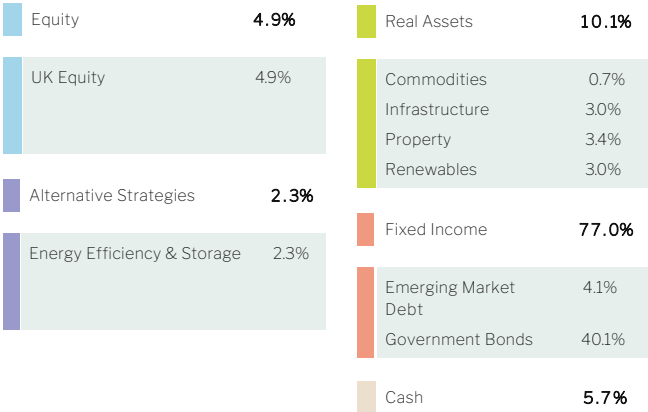 Equity 4.9%
UK Equity 4.9%
Alternative Strategies 2.3%
Energy Efficiency & Storage 2.3%
Real Assets 10.1%
Commodities 0.7%
Infrastructure 3.0%
Property 3.4%
Renewables 3.0%
Fixed Income 77.0%
Emerging Market 4.1%
Debt
Government Bonds 40.1%
Cash 5.7%